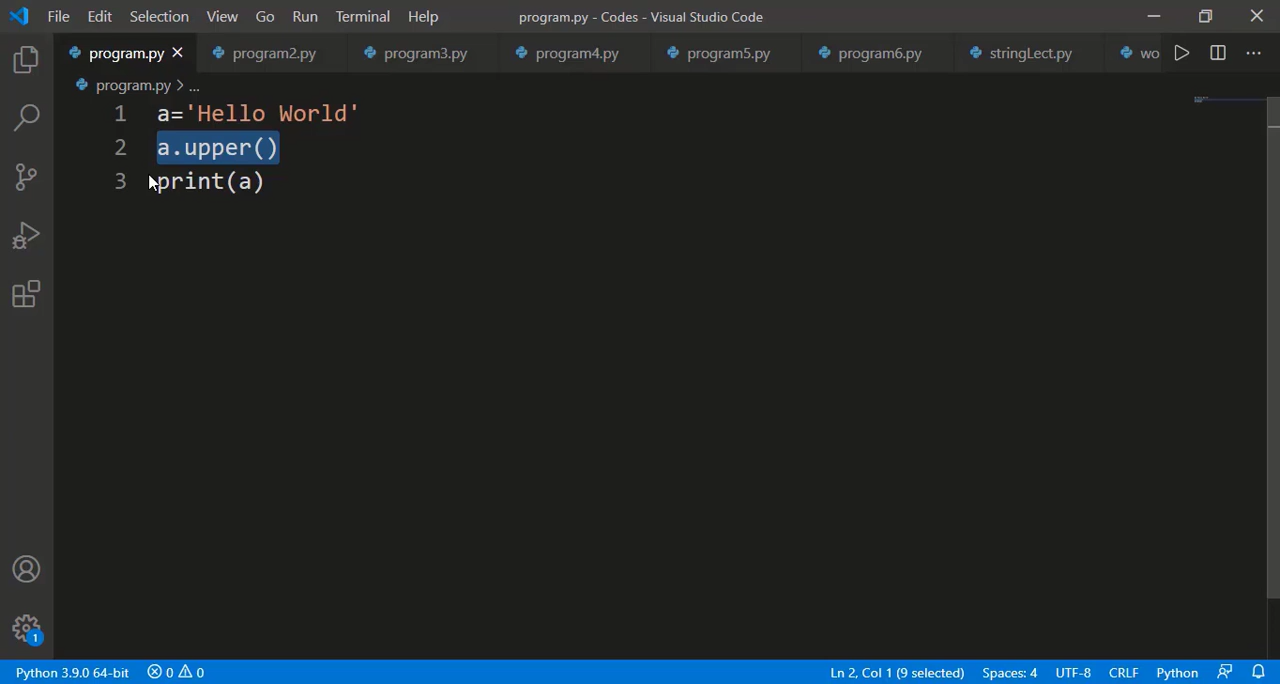 File Edit Selection View Go Run Terminal Help program.py - Codes - Visual Studio Code
program.py program2.py program3.py program4.py program5.py program6.py stringLect.py wo
program.py > ...
1 a='Hello World'
2 a.upper()
3 print(a)
1
Python 3.9.0 64-bit 0 0 Ln 2, Col 1 (9 selected) Spaces: 4 UTF-8 CRLF Python